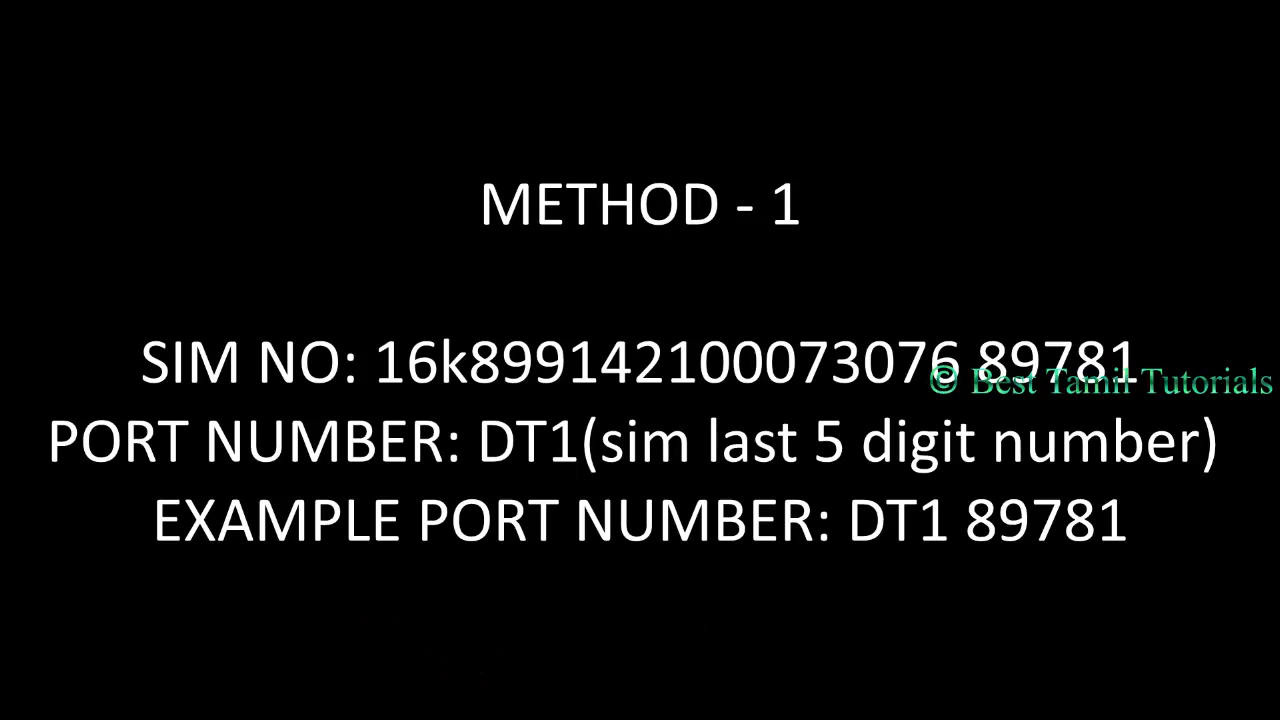 METHOD - 1
SIM NO: 16k899142100073076 89781
© Best Tamil Tutorials
PORT NUMBER: DT1(sim last 5 digit number)
EXAMPLE PORT NUMBER: DT1 89781